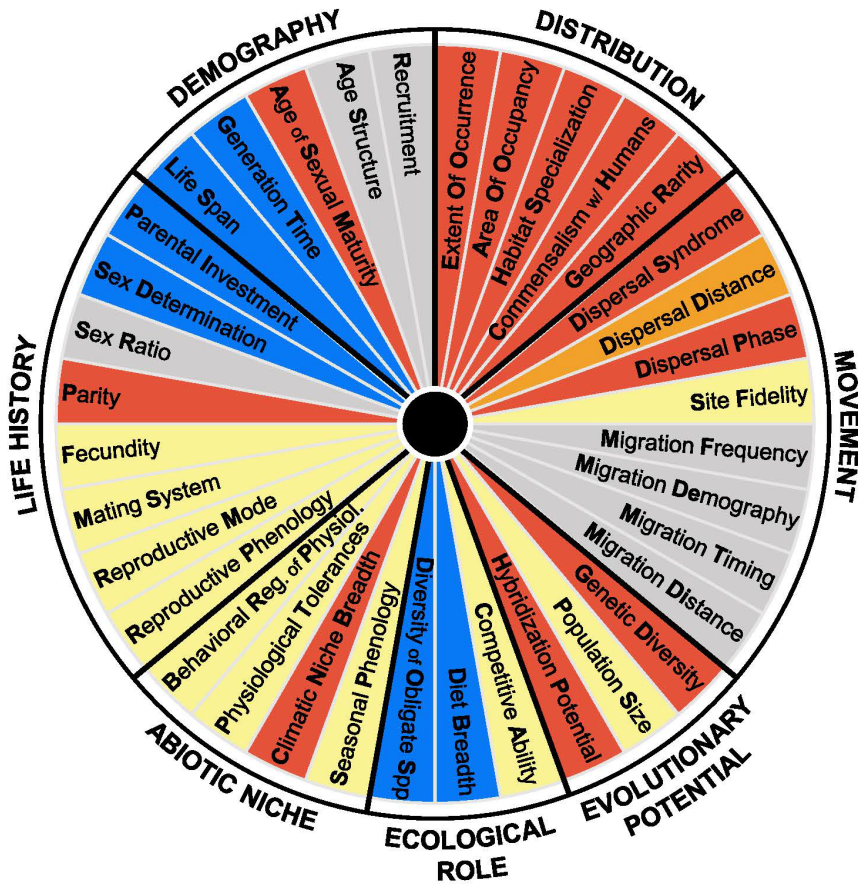 DEMOGRAPHY
DISTRIBUTION
MOVEMENT
EVOLUTIONARY
POTENTIAL
ECOLOGICAL
ROLE
ABIOTIC NICHE
LIFE HISTORY
Extent Of Occurrence
Area Of Occupancy
Habitat Specialization
Commensalism w/ Humans
Geographic Rarity
Dispersal Syndrome
Dispersal Distance
Dispersal Phase
Site Fidelity
Migration Frequency
Migration Demography
Migration Timing
Migration Distance
Genetic Diversity
Population Size
Hybridization Potential
Competitive Ability
Diet Breadth
Diversity of Obligate Spp
Seasonal Phenology
Climatic Niche Breadth
Physiological Tolerances
Behavioral Reg. of Physiol.
Reproductive Phenology
Reproductive Mode
Mating System
Fecundity
Parity
Sex Ratio
Sex Determination
Parental Investment
Life Span
Generation Time
Age of Sexual Maturity
Age Structure
Recruitment